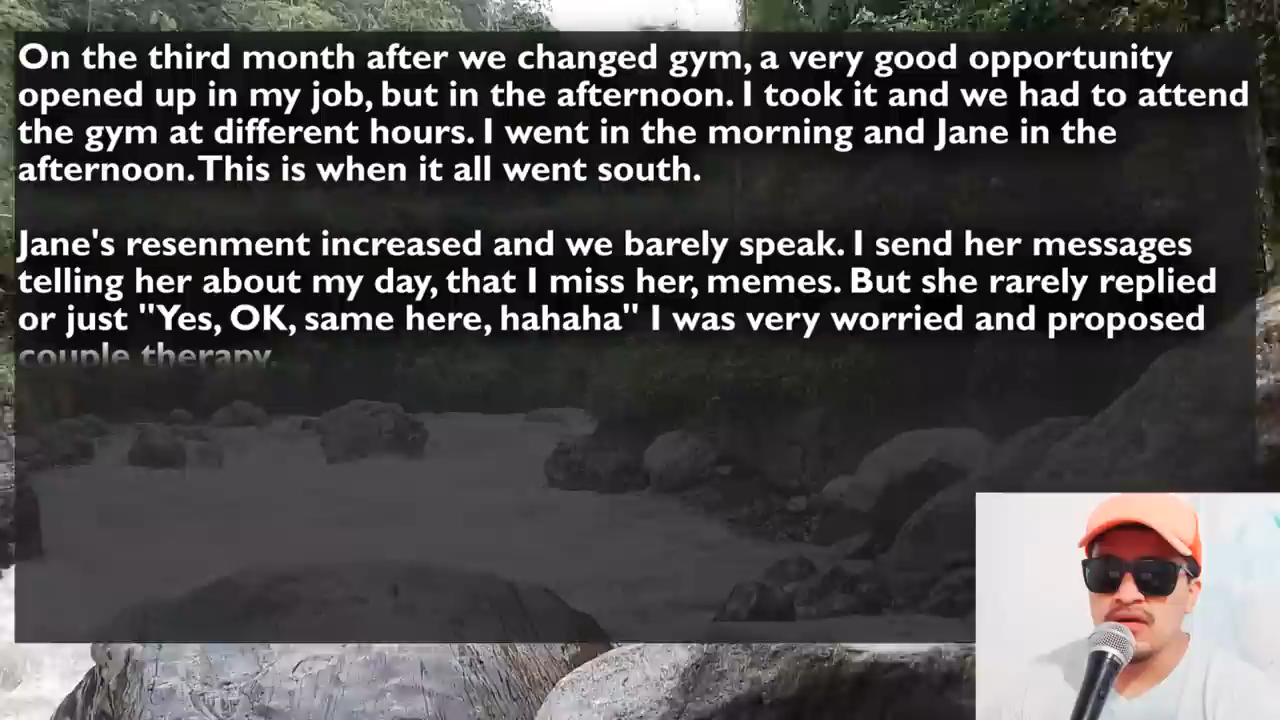 On the third month after we changed gym, a very good opportunity
opened up in my job, but in the afternoon. I took it and we had to attend
the gym at different hours. I went in the morning and Jane in the
afternoon. This is when it all went south.
Jane's resenment increased and we barely speak. I send her messages
telling her about my day, that I miss her, memes. But she rarely replied
or just "Yes, OK, same here, hahaha" I was very worried and proposed
couple therapy.